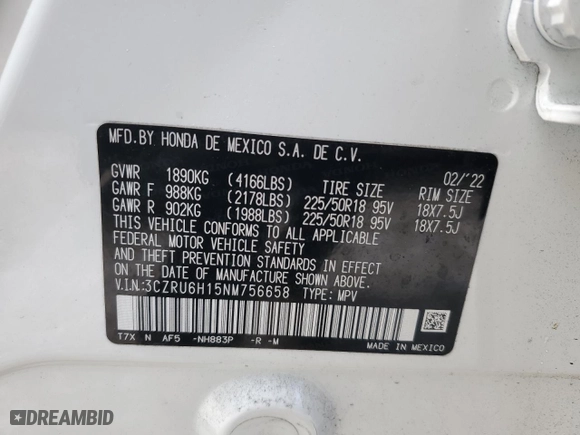 MFD. BY HONDA DE MEXICO S.A. DE C.V.
02/'22
GVWR 1890KG (4166LBS) TIRE SIZE RIM SIZE
GAWR F 988KG (2178LBS) 225/50R18 95V 18X7.5J
GAWR R 902KG (1988LBS) 225/50R18 95V 18X7.5J
THIS VEHICLE CONFORMS TO ALL APPLICABLE
FEDERAL MOTOR VEHICLE SAFETY
AND THEFT PREVENTION STANDARDS IN EFFECT
ON THE DATE OF MANUFACTURE SHOWN ABOVE.
V.I.N.:3CZRU6H15NM756658 TYPE: MPV
T7X N AF5 -NH883P -R -M
MADE IN MEXICO
DREAMBID